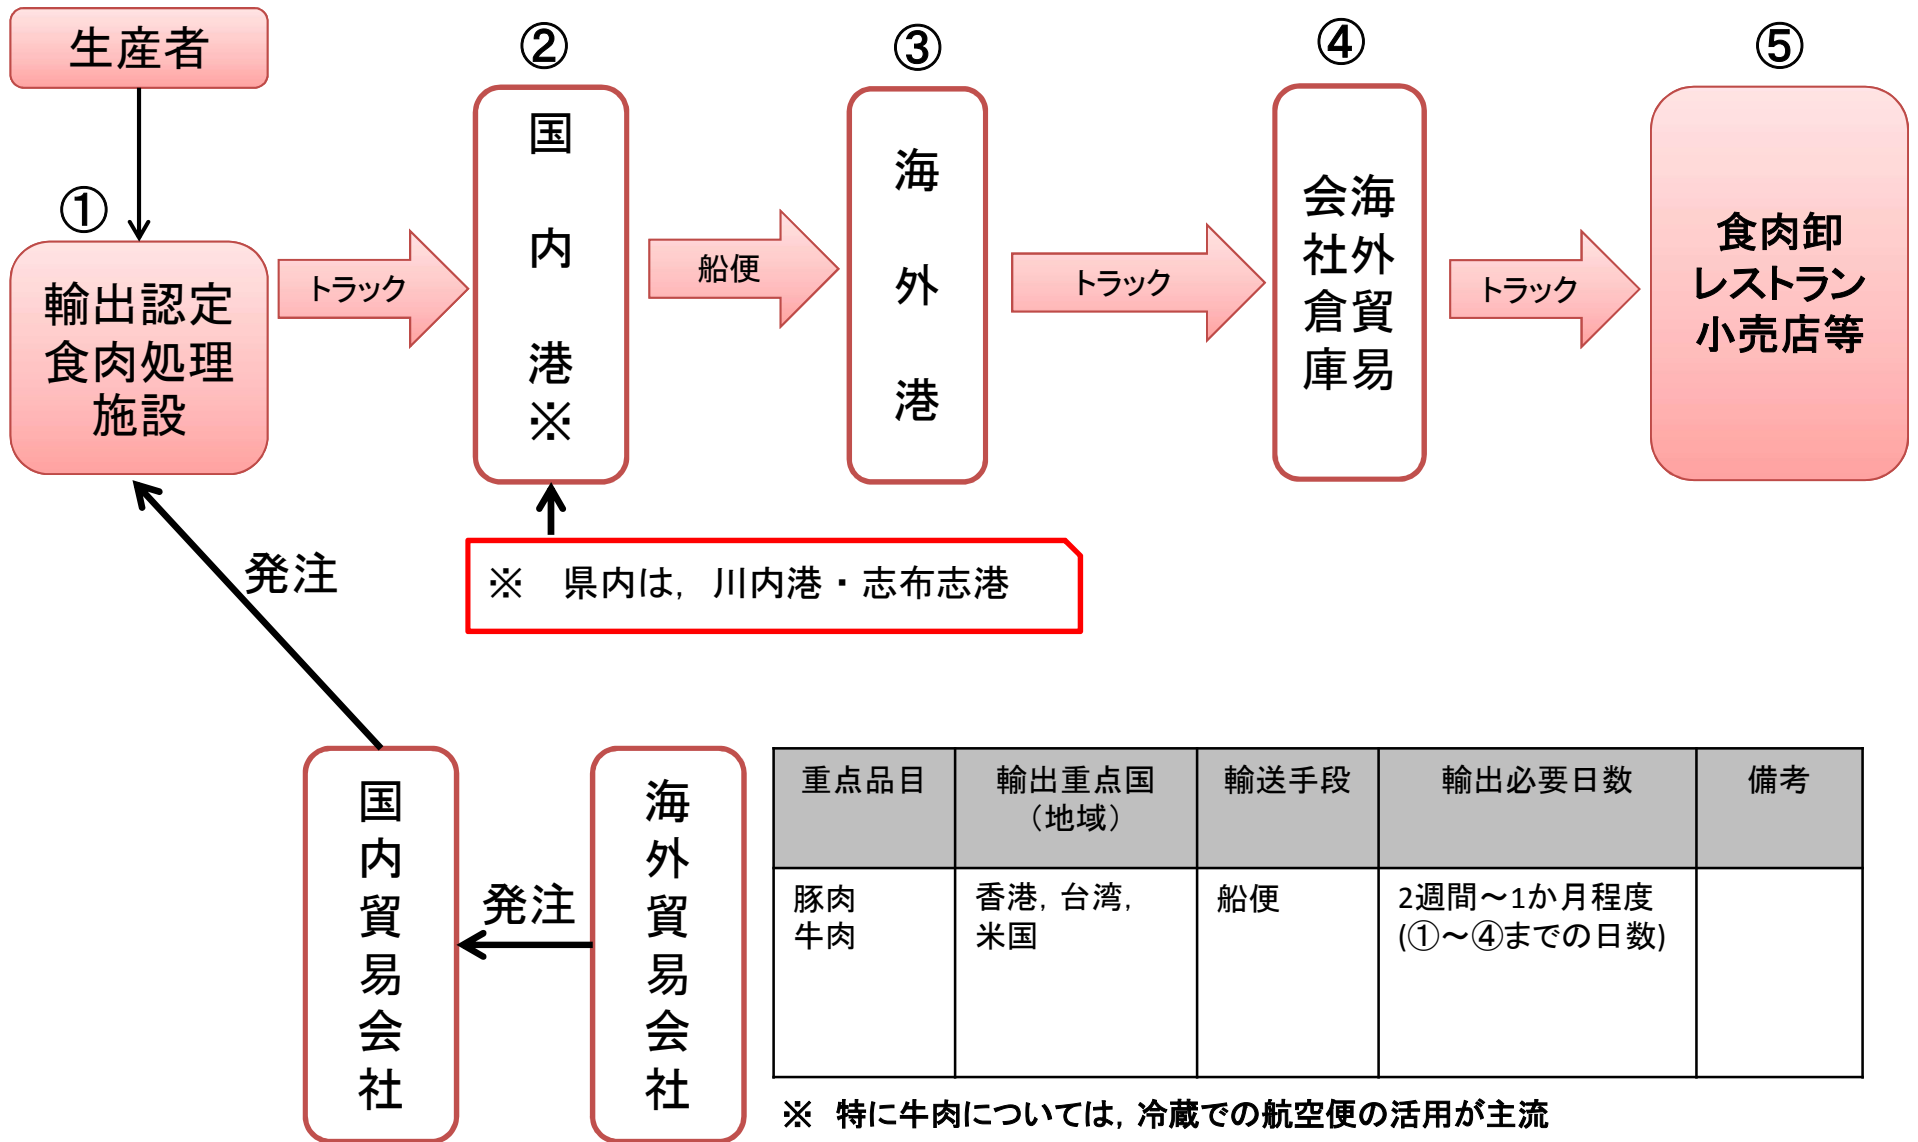 生産者
①
輸出認定
食肉処理
施設
トラック
②
国内港※
船便
③
海外港
トラック
④
海外貿易
会社倉庫
トラック
⑤
食肉卸
レストラン
小売店等
※　県内は，川内港・志布志港
発注
国内貿易会社
発注
海外貿易会社
重点品目
輸出重点国
（地域）
輸送手段
輸出必要日数
備考
豚肉
牛肉
香港，台湾，
米国
船便
2週間～1か月程度
(①～④までの日数)
※　特に牛肉については，冷蔵での航空便の活用が主流